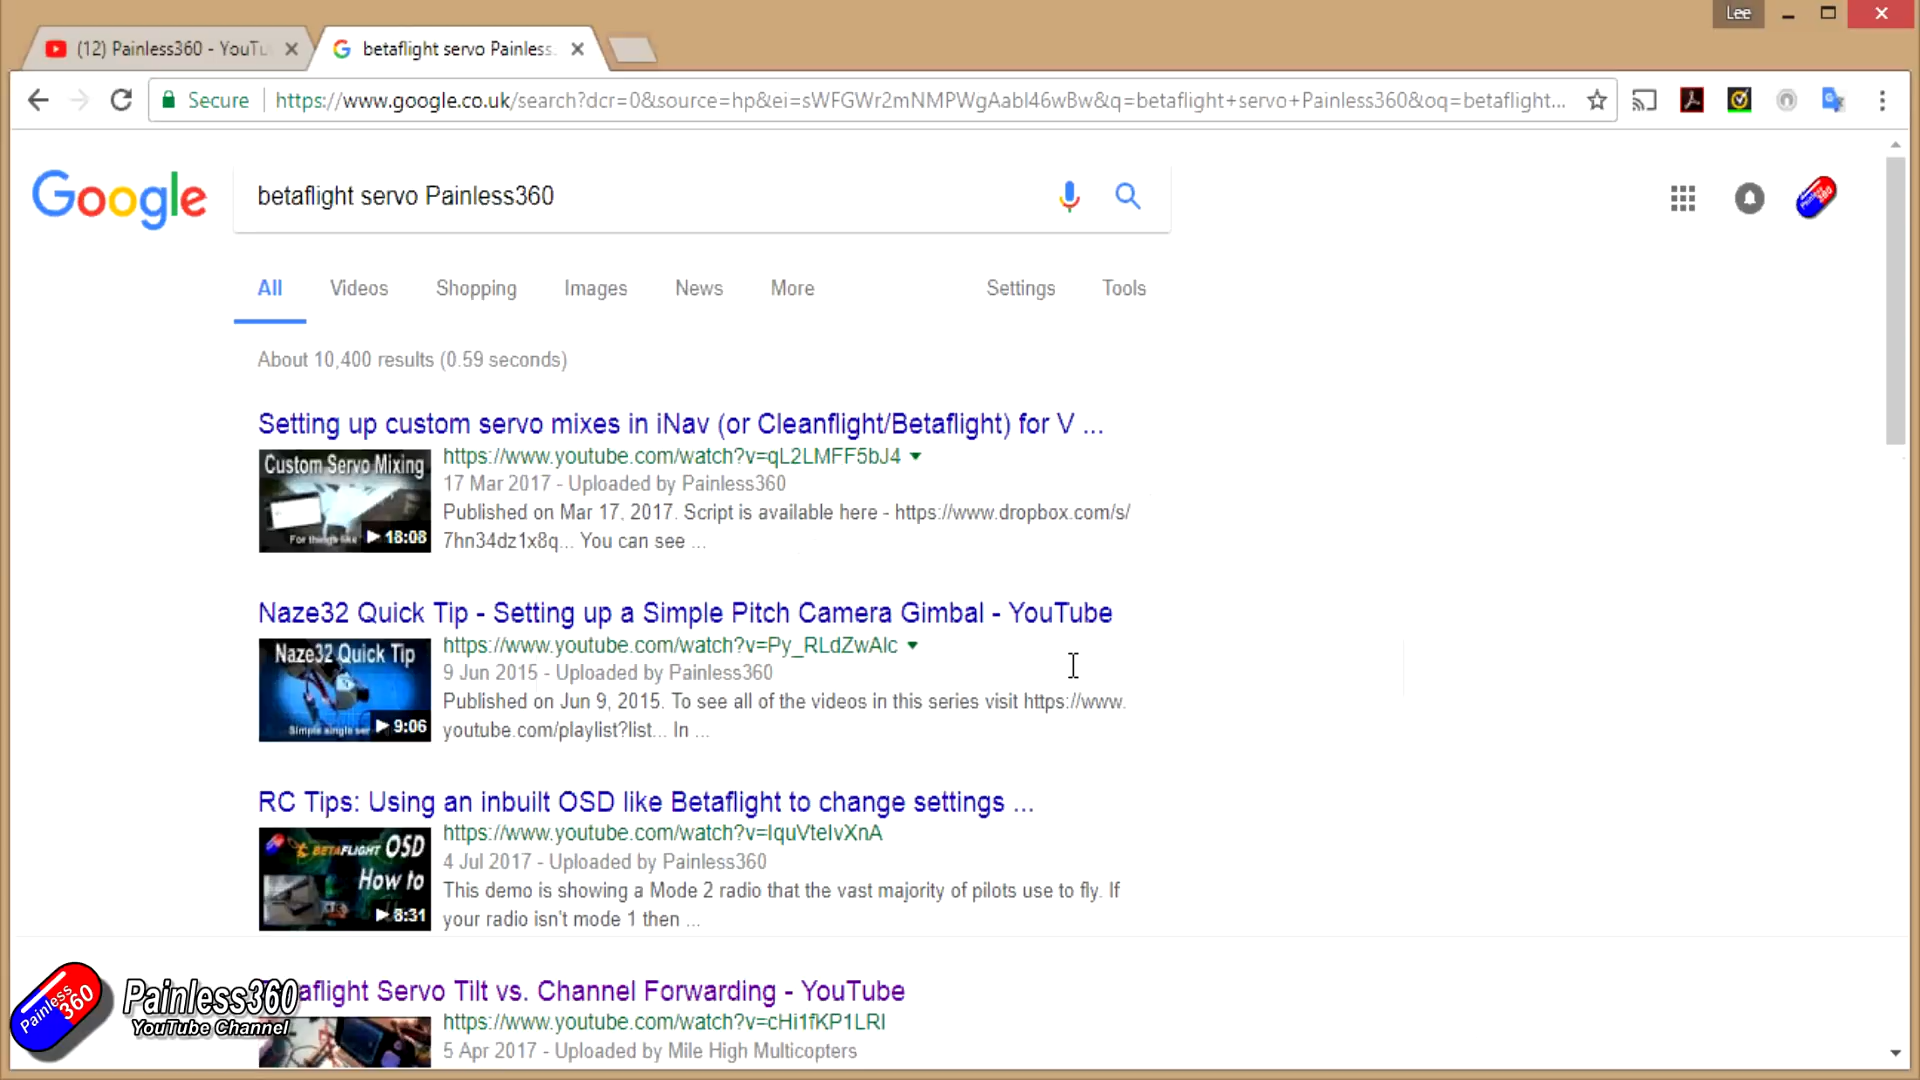 Lee
(12) Painless360 - YouTu
betaflight servo Painless
Secure
https://www.google.co.uk/search?dcr=0&source=hp&ei=sWFGWr2mNMPWgAabl46wBw&q=betaflight+servo+Painless360&oq=betaflight...
Google
betaflight servo Painless360
All Videos Shopping Images News More Settings Tools
About 10,400 results (0.59 seconds)
Setting up custom servo mixes in iNav (or Cleanflight/Betaflight) for V ...
https://www.youtube.com/watch?v=qL2LMFF5bJ4
17 Mar 2017 - Uploaded by Painless360
Published on Mar 17, 2017. Script is available here - https://www.dropbox.com/s/
7hn34dz1x8q... You can see ...
Custom Servo Mixing
For things like
18:08
Naze32 Quick Tip - Setting up a Simple Pitch Camera Gimbal - YouTube
https://www.youtube.com/watch?v=Py_RLdZwAlc
9 Jun 2015 - Uploaded by Painless360
Published on Jun 9, 2015. To see all of the videos in this series visit https://www.
youtube.com/playlist?list... In ...
Naze32 Quick Tip
Simple single ser
9:06
RC Tips: Using an inbuilt OSD like Betaflight to change settings ...
https://www.youtube.com/watch?v=IquVteIvXnA
4 Jul 2017 - Uploaded by Painless360
This demo is showing a Mode 2 radio that the vast majority of pilots use to fly. If
your radio isn't mode 1 then ...
BETAFLIGHT OSD
How to
8:31
aflight Servo Tilt vs. Channel Forwarding - YouTube
https://www.youtube.com/watch?v=cHi1fKP1LRI
5 Apr 2017 - Uploaded by Mile High Multicopters
Painless 360
Painless360
YouTube Channel